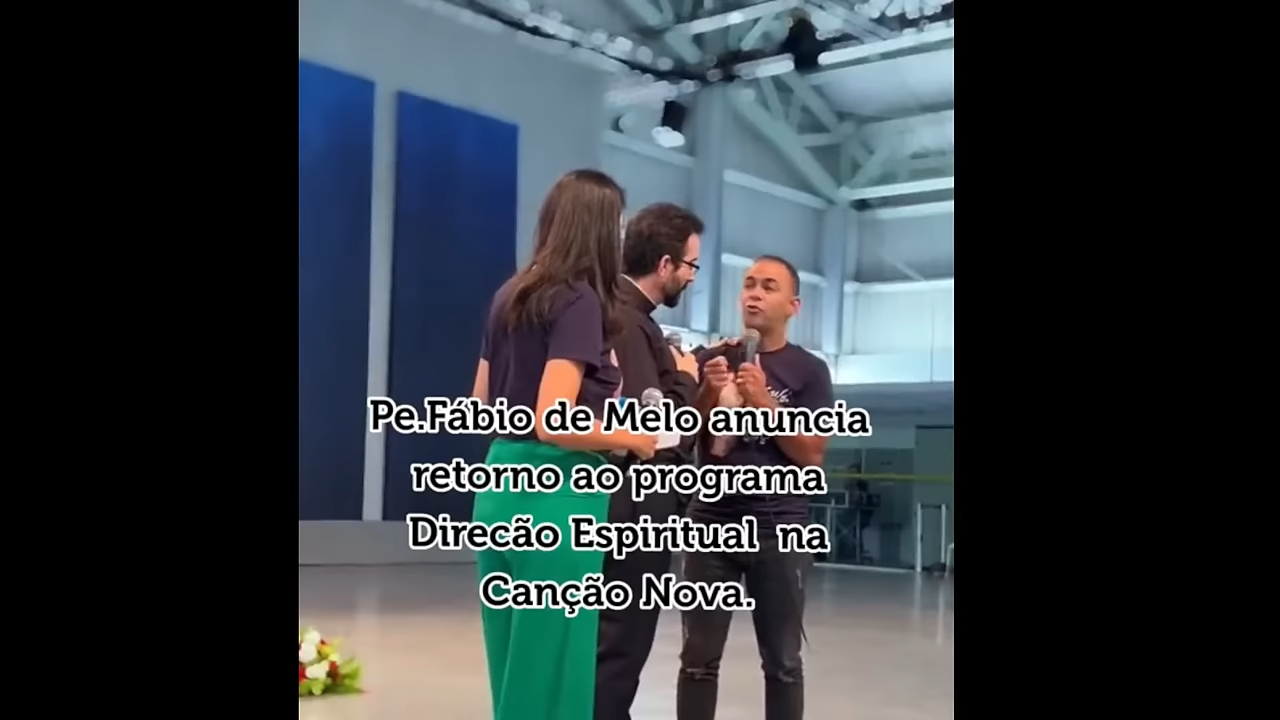 Pe.Fábio de Melo anuncia
retorno ao programa
Direcão Espiritual na
Canção Nova.